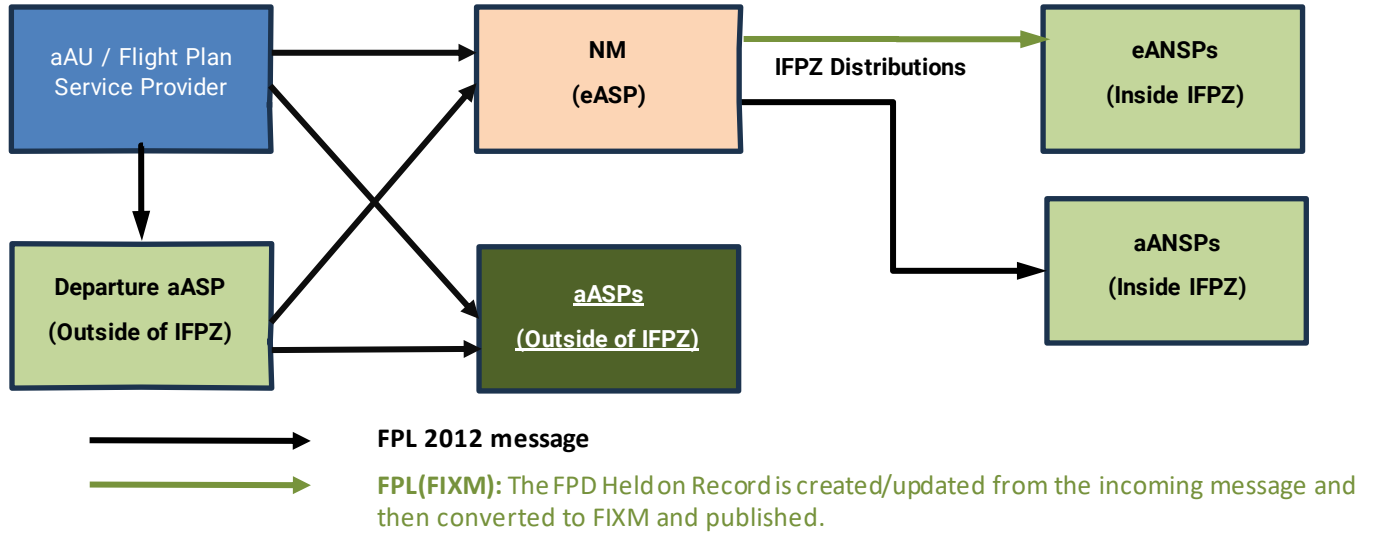 aAU / Flight Plan
Service Provider
NM
(eASP)
IFPZ Distributions
eANSPs
(Inside IFPZ)
Departure aASP
(Outside of IFPZ)
aASPs
(Outside of IFPZ)
aANSPs
(Inside IFPZ)
FPL 2012 message
FPL(FIXM): The FPD Held on Record is created/updated from the incoming message and
then converted to FIXM and published.